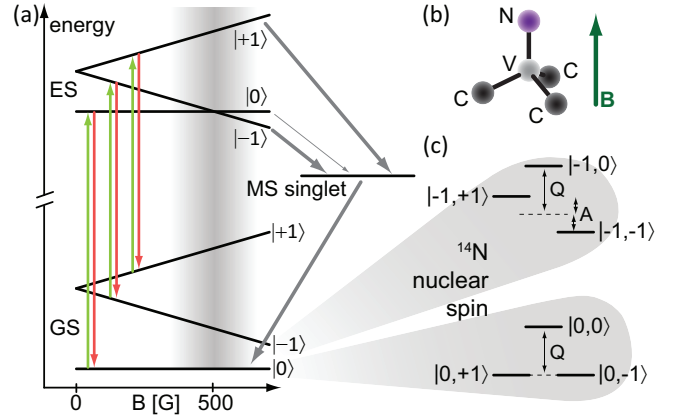 (a)
energy
|+1⟩
ES
|0⟩
|−1⟩
MS singlet
|+1⟩
GS
|−1⟩
|0⟩
0
B [G]
500
(b)
N
V
C
C
C
B
(c)
|-1,0⟩
Q
|-1,+1⟩
A
|-1,-1⟩
¹⁴N
nuclear
spin
|0,0⟩
Q
|0,+1⟩
|0,-1⟩